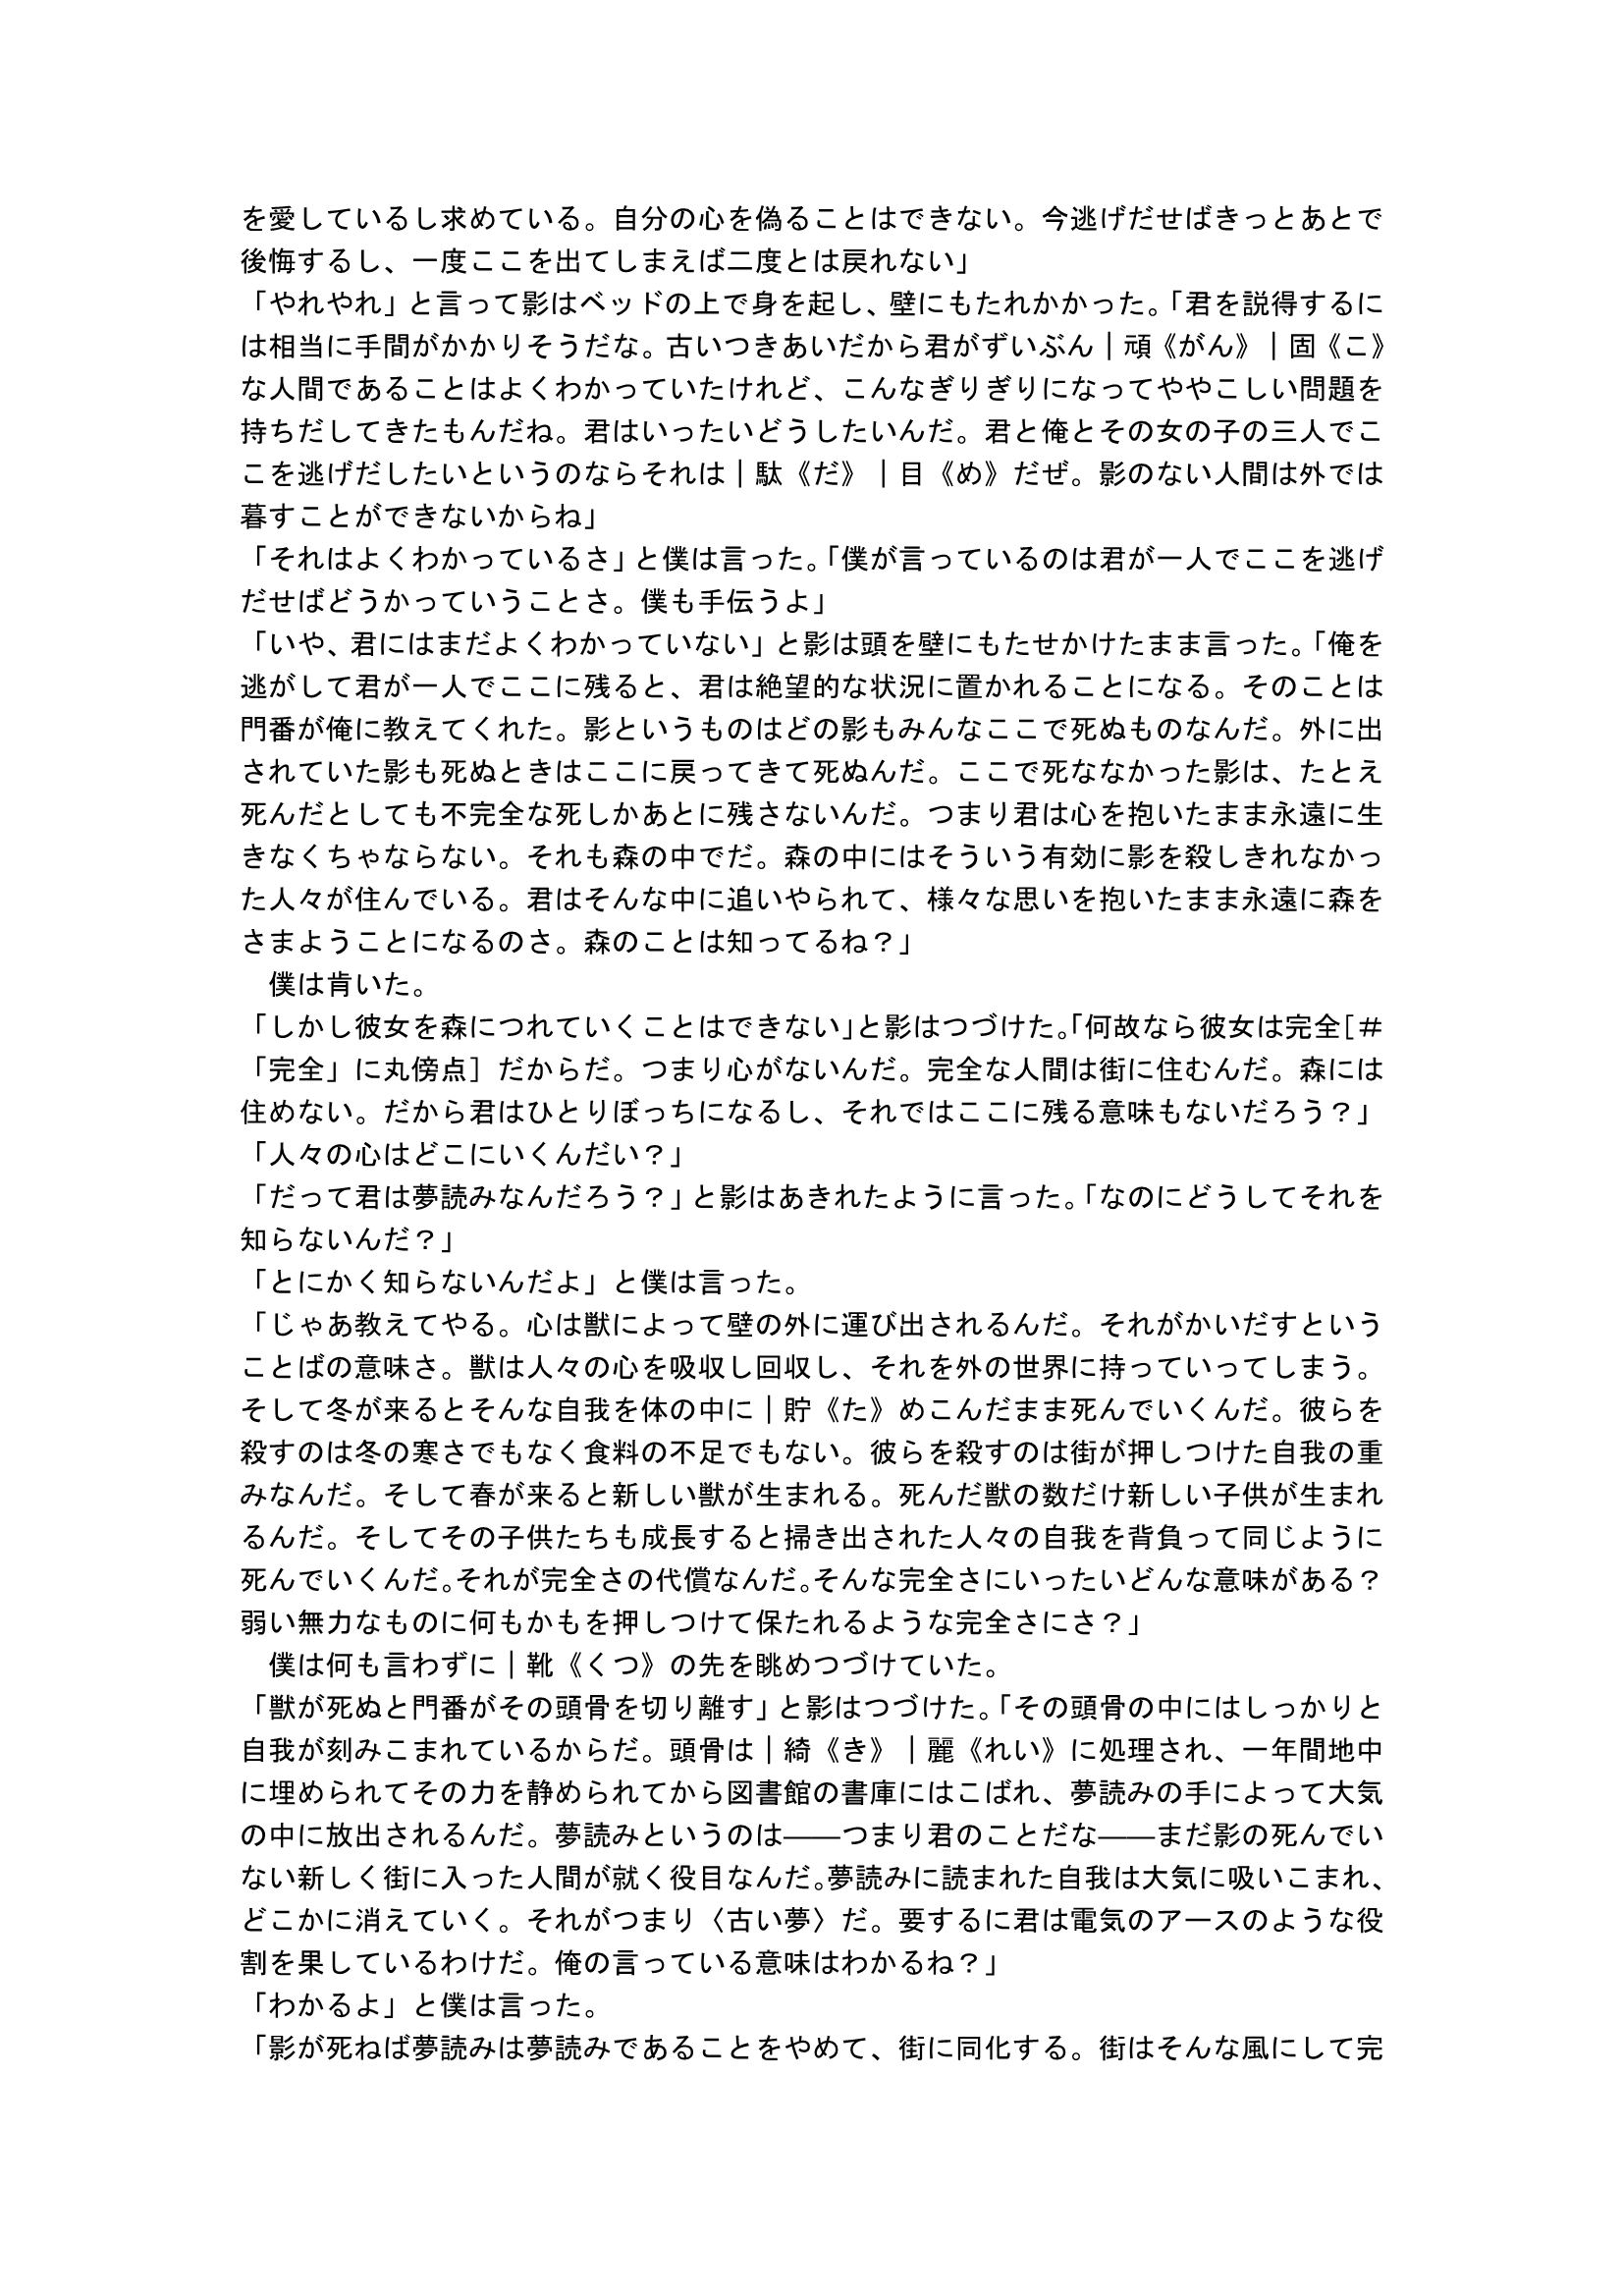 を愛しているし求めている。自分の心を偽ることはできない。今逃げだせばきっとあとで
後悔するし、一度ここを出てしまえば二度とは戻れない」
「やれやれ」と言って影はベッドの上で身を起し、壁にもたれかかった。「君を説得するに
は相当に手間がかかりそうだな。古いつきあいだから君がずいぶん｜頑《がん》｜固《こ》
な人間であることはよくわかっていたけれど、こんなぎりぎりになってややこしい問題を
持ちだしてきたもんだね。君はいったいどうしたいんだ。君と俺とその女の子の三人でこ
こを逃げだしたいというのならそれは｜駄《だ》｜目《め》だぜ。影のない人間は外では
暮すことができないからね」
「それはよくわかっているさ」と僕は言った。「僕が言っているのは君が一人でここを逃げ
だせばどうかっていうことさ。僕も手伝うよ」
「いや、君にはまだよくわかっていない」と影は頭を壁にもたせかけたまま言った。「俺を
逃がして君が一人でここに残ると、君は絶望的な状況に置かれることになる。そのことは
門番が俺に教えてくれた。影というものはどの影もみんなここで死ぬものなんだ。外に出
されていた影も死ぬときはここに戻ってきて死ぬんだ。ここで死ななかった影は、たとえ
死んだとしても不完全な死しかあとに残さないんだ。つまり君は心を抱いたまま永遠に生
きなくちゃならない。それも森の中でだ。森の中にはそういう有効に影を殺しきれなかっ
た人々が住んでいる。君はそんな中に追いやられて、様々な思いを抱いたまま永遠に森を
さまようことになるのさ。森のことは知ってるね？」
　僕は肯いた。
「しかし彼女を森につれていくことはできない」と影はつづけた。「何故なら彼女は完全［＃
「完全」に丸傍点］だからだ。つまり心がないんだ。完全な人間は街に住むんだ。森には
住めない。だから君はひとりぼっちになるし、それではここに残る意味もないだろう？」
「人々の心はどこにいくんだい？」
「だって君は夢読みなんだろう？」と影はあきれたように言った。「なのにどうしてそれを
知らないんだ？」
「とにかく知らないんだよ」と僕は言った。
「じゃあ教えてやる。心は獣によって壁の外に運び出されるんだ。それがかいだすという
ことばの意味さ。獣は人々の心を吸収し回収し、それを外の世界に持っていってしまう。
そして冬が来るとそんな自我を体の中に｜貯《た》めこんだまま死んでいくんだ。彼らを
殺すのは冬の寒さでもなく食料の不足でもない。彼らを殺すのは街が押しつけた自我の重
みなんだ。そして春が来ると新しい獣が生まれる。死んだ獣の数だけ新しい子供が生まれ
るんだ。そしてその子供たちも成長すると掃き出された人々の自我を背負って同じように
死んでいくんだ。それが完全さの代償なんだ。そんな完全さにいったいどんな意味がある？
弱い無力なものに何もかもを押しつけて保たれるような完全さにさ？」
　僕は何も言わずに｜靴《くつ》の先を眺めつづけていた。
「獣が死ぬと門番がその頭骨を切り離す」と影はつづけた。「その頭骨の中にはしっかりと
自我が刻みこまれているからだ。頭骨は｜綺《き》｜麗《れい》に処理され、一年間地中
に埋められてその力を静められてから図書館の書庫にはこばれ、夢読みの手によって大気
の中に放出されるんだ。夢読みというのは――つまり君のことだな――まだ影の死んでい
ない新しく街に入った人間が就く役目なんだ。夢読みに読まれた自我は大気に吸いこまれ、
どこかに消えていく。それがつまり〈古い夢〉だ。要するに君は電気のアースのような役
割を果しているわけだ。俺の言っている意味はわかるね？」
「わかるよ」と僕は言った。
「影が死ねば夢読みは夢読みであることをやめて、街に同化する。街はそんな風にして完